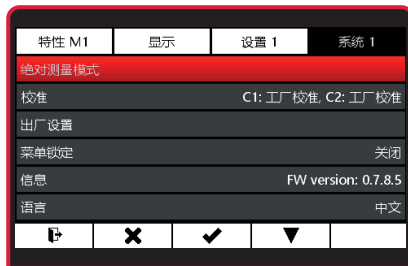 特性 M1 显示 设置 1 系统 1
绝对测量模式
校准 C1: 工厂校准, C2: 工厂校准
出厂设置
菜单锁定 关闭
信息 FW version: 0.7.8.5
语言 中文